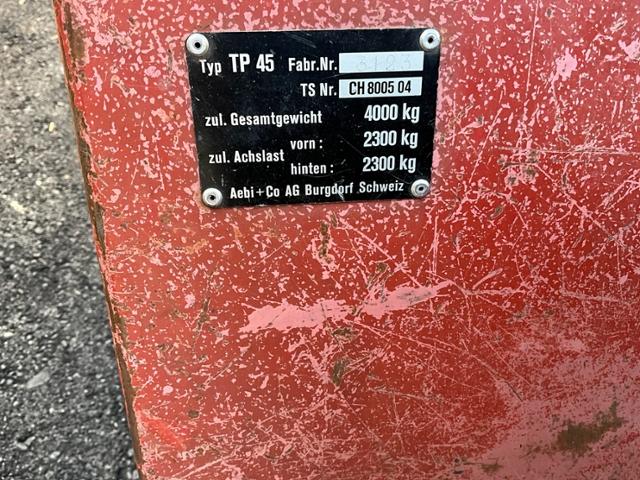 Typ TP 45 Fabr.Nr. 3123
TS Nr. CH 8005 04
zul. Gesamtgewicht 4000 kg
zul. Achslast vorn : 2300 kg
hinten : 2300 kg
Aebi+Co AG Burgdorf Schweiz